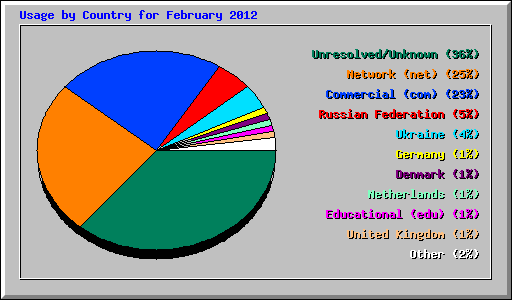 Usage by Country for February 2012
Unresolved/Unknown (36%)
Network (net) (25%)
Commercial (com) (23%)
Russian Federation (5%)
Ukraine (4%)
Germany (1%)
Denmark (1%)
Netherlands (1%)
Educational (edu) (1%)
United Kingdom (1%)
Other (2%)